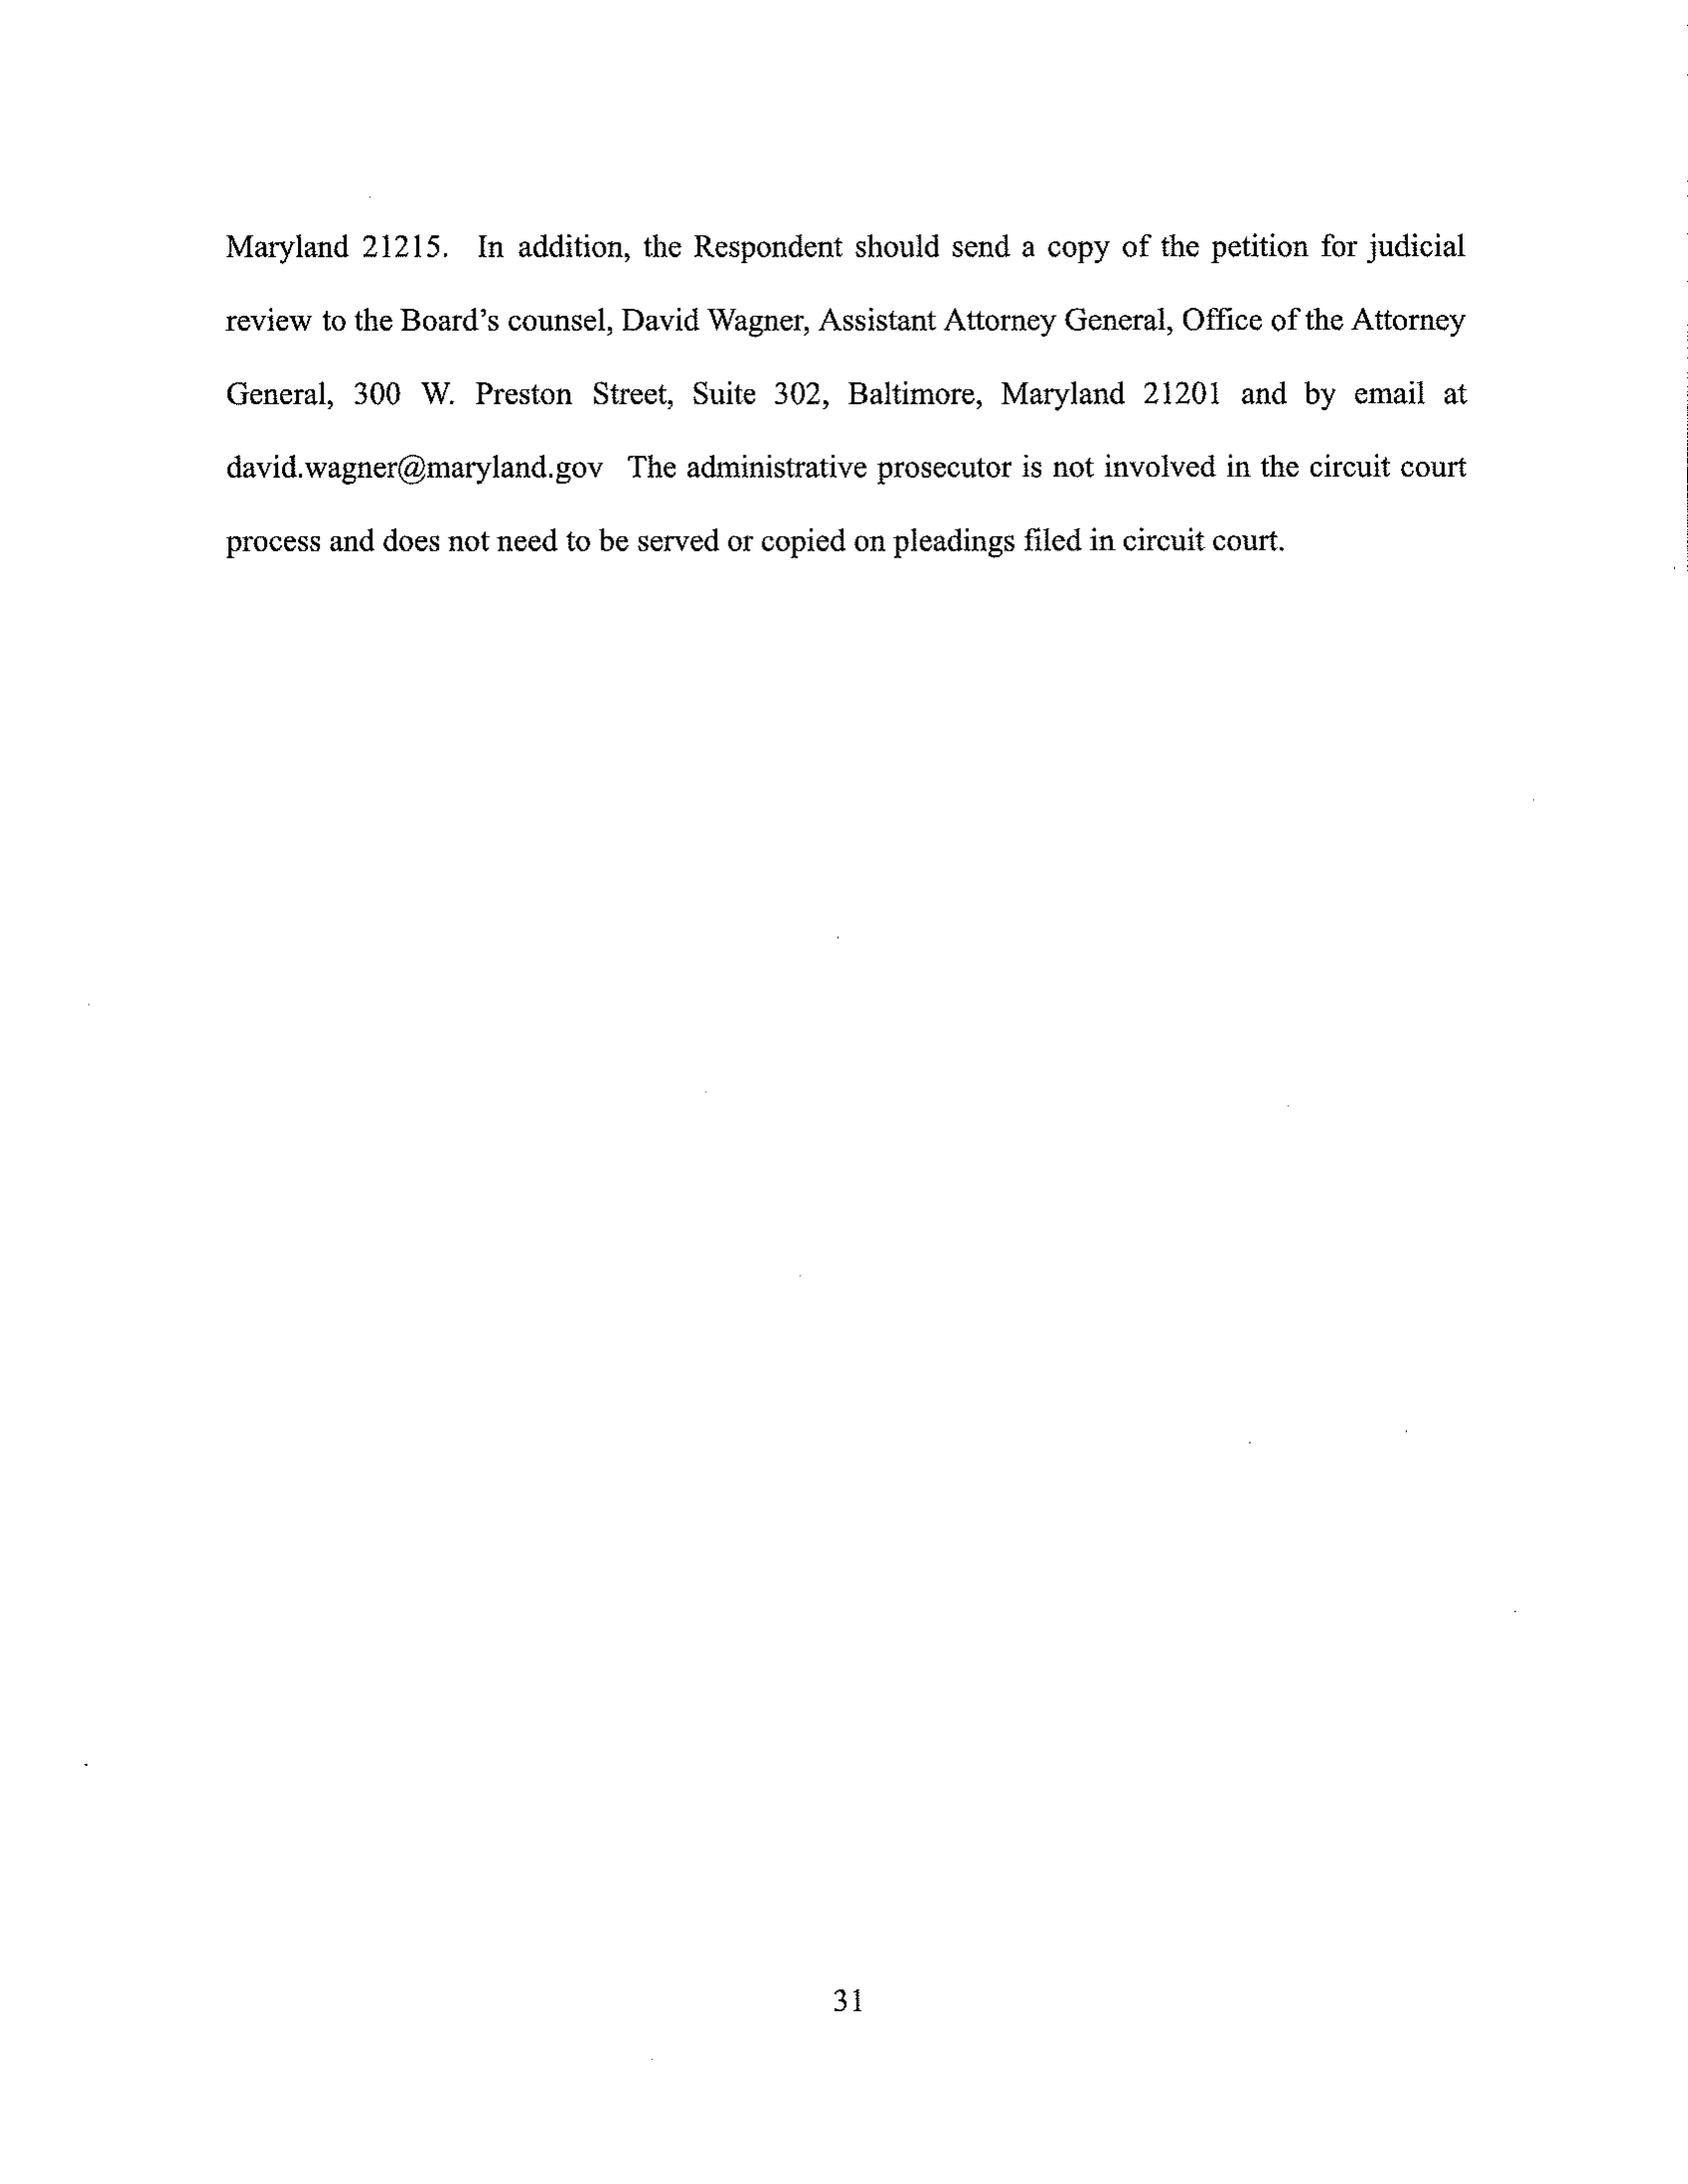 Maryland 21215. In addition, the Respondent should send a copy of the petition for judicial
review to the Board's counsel, David Wagner, Assistant Attorney General, Office of the Attorney
General, 300 W. Preston Street, Suite 302, Baltimore, Maryland 21201 and by email at
david.wagner@maryland.gov The administrative prosecutor is not involved in the circuit court
process and does not need to be served or copied on pleadings filed in circuit court.
31